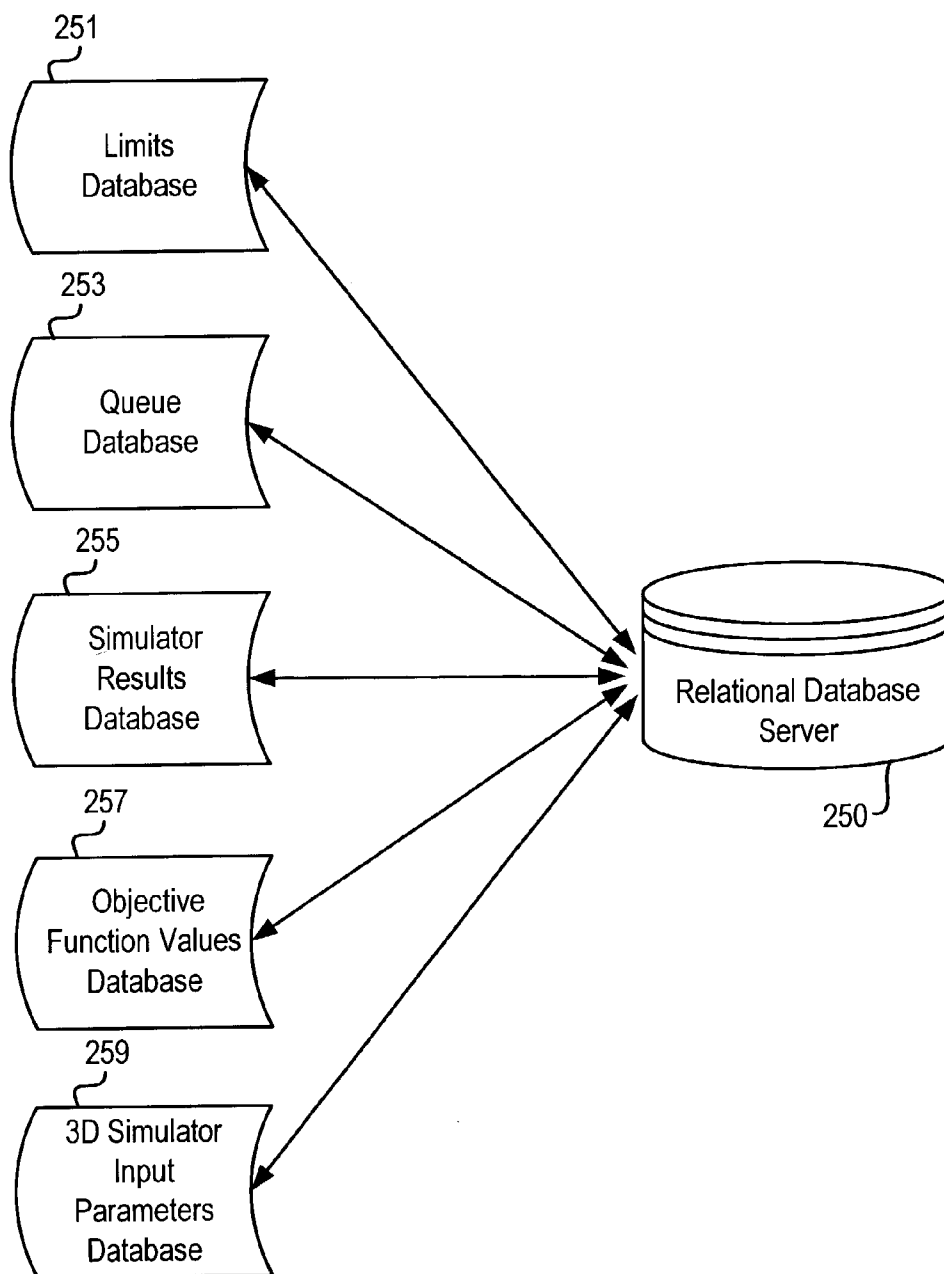 251
Limits
Database
253
Queue
Database
255
Simulator
Results
Database
257
Objective
Function Values
Database
259
3D Simulator
Input
Parameters
Database
Relational Database
Server
250